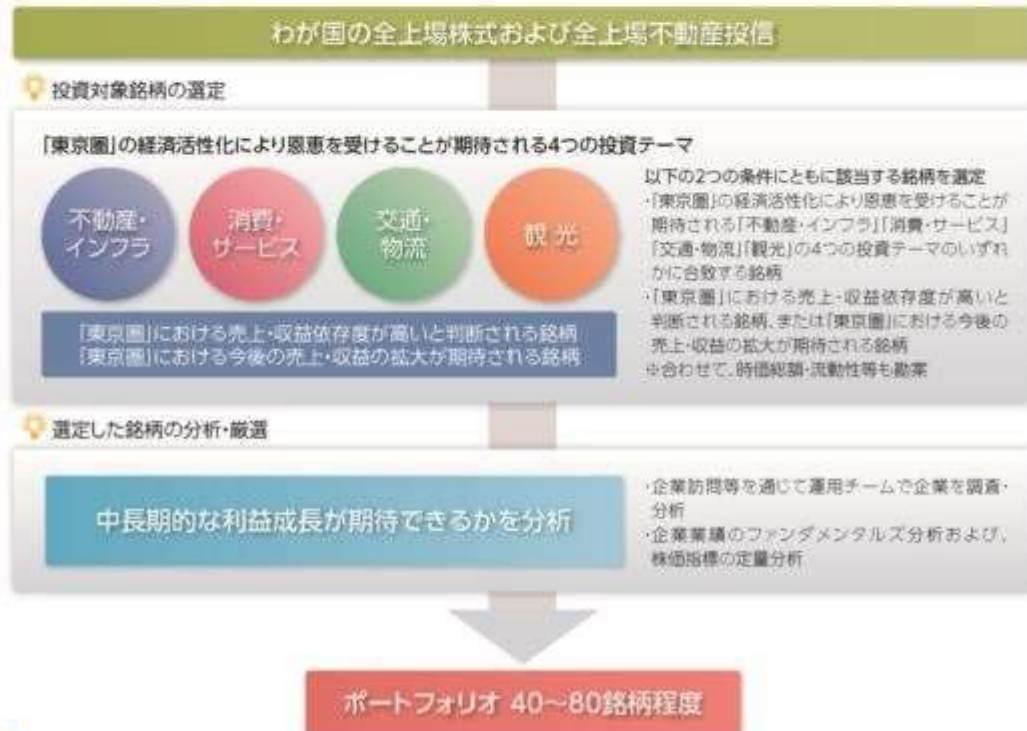 わが国の全上場株式および全上場不動産投信
投資対象銘柄の選定
「東京圏」の経済活性化により恩恵を受けることが期待される4つの投資テーマ
不動産・
インフラ
消費・
サービス
交通・
物流
観光
「東京圏」における売上・収益依存度が高いと判断される銘柄
「東京圏」における今後の売上・収益の拡大が期待される銘柄
以下の2つの条件にともに該当する銘柄を選定
・「東京圏」の経済活性化により恩恵を受けることが
期待される「不動産・インフラ」「消費・サービス」
「交通・物流」「観光」の4つの投資テーマのいずれ
かに合致する銘柄
・「東京圏」における売上・収益依存度が高いと
判断される銘柄、または「東京圏」における今後の
売上・収益の拡大が期待される銘柄
※合わせて、時価総額・流動性等も勘案
選定した銘柄の分析・厳選
中長期的な利益成長が期待できるかを分析
・企業訪問等を通じて運用チームで企業を調査・
分析
・企業業績のファンダメンタルズ分析および、
株価指標の定量分析
ポートフォリオ 40～80銘柄程度